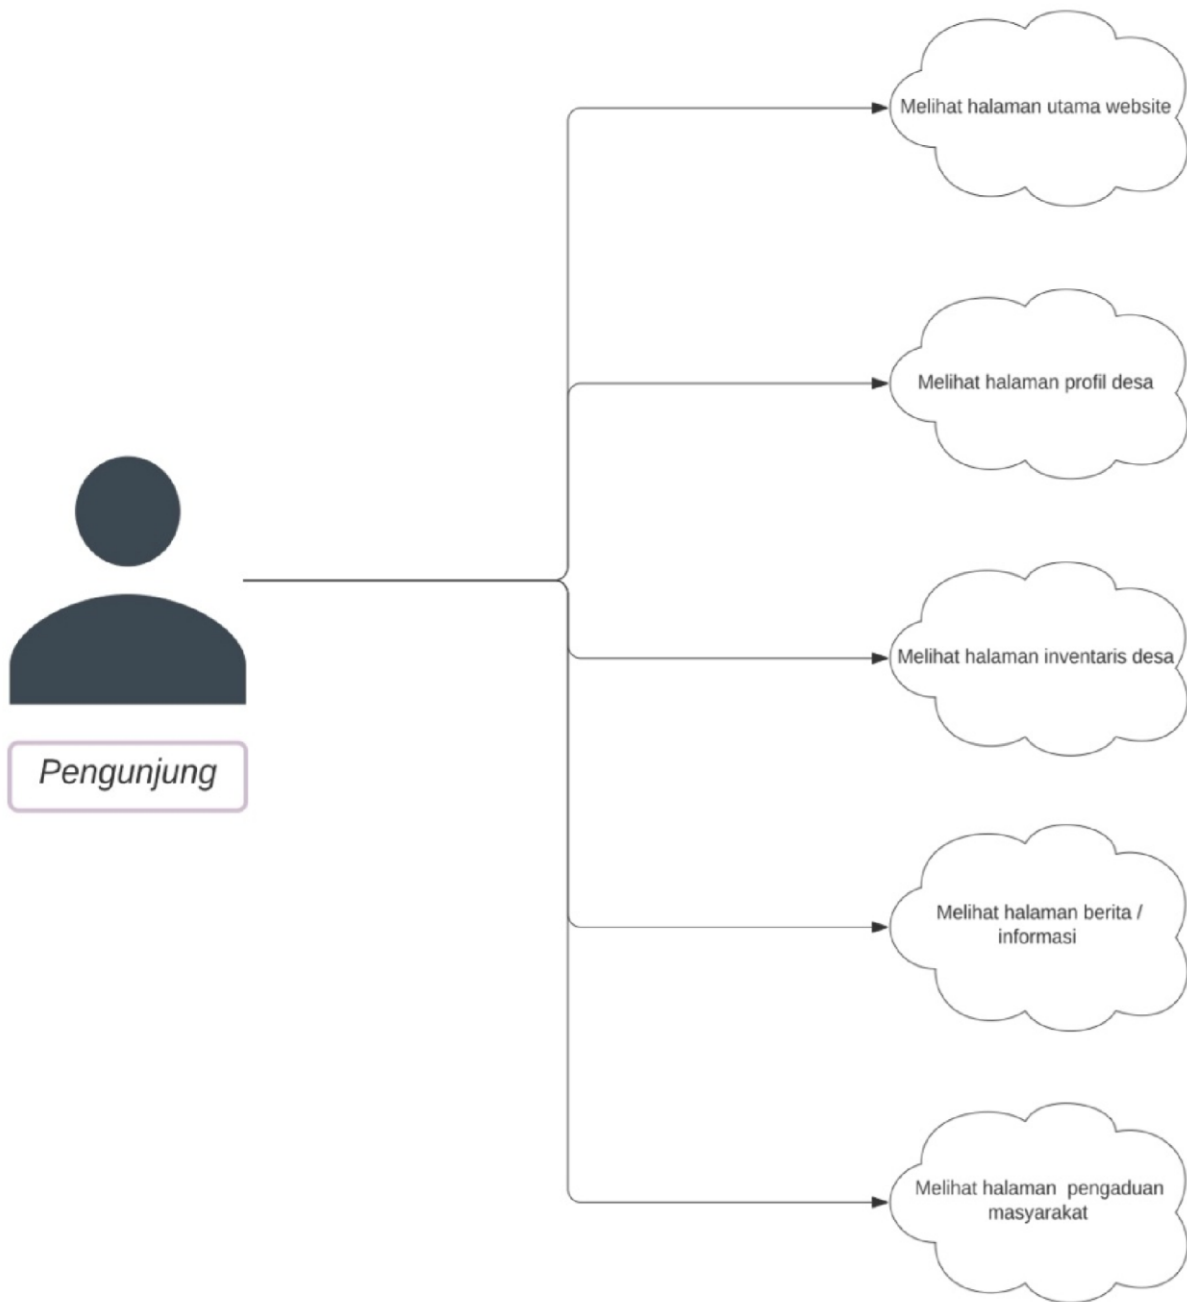 Melihat halaman utama website
Melihat halaman profil desa
Melihat halaman inventaris desa
Pengunjung
Melihat halaman berita /
informasi
Melihat halaman pengaduan
masyarakat